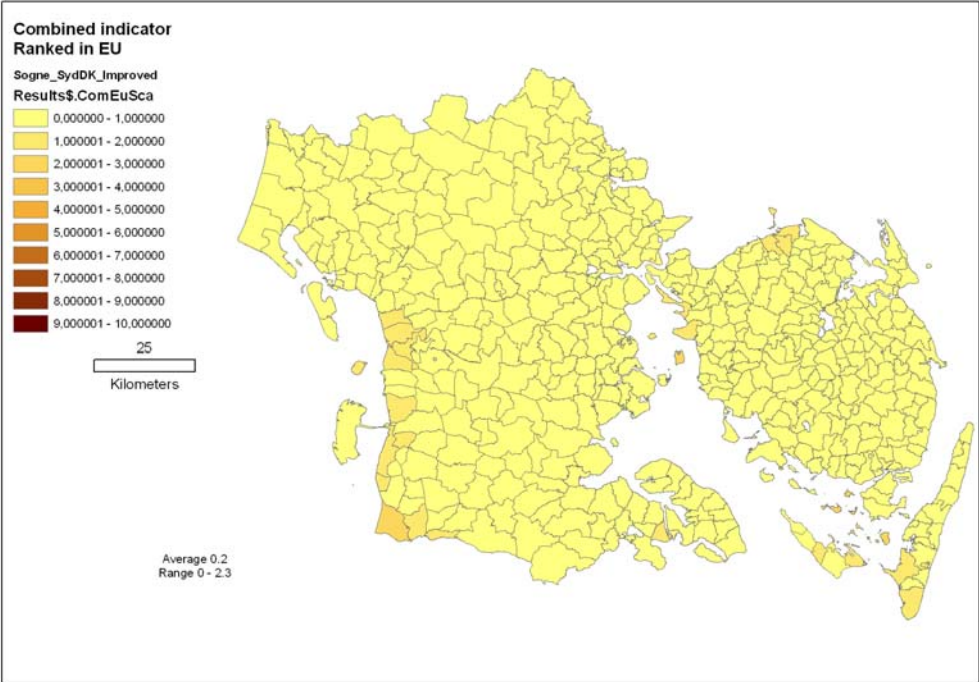 Combined indicator
Ranked in EU
Sogne_SydDK_Improved
Results$.ComEuSca
0,000000 - 1,000000
1,000001 - 2,000000
2,000001 - 3,000000
3,000001 - 4,000000
4,000001 - 5,000000
5,000001 - 6,000000
6,000001 - 7,000000
7,000001 - 8,000000
8,000001 - 9,000000
9,000001 - 10,000000
25
Kilometers
Average 0.2
Range 0 - 2.3